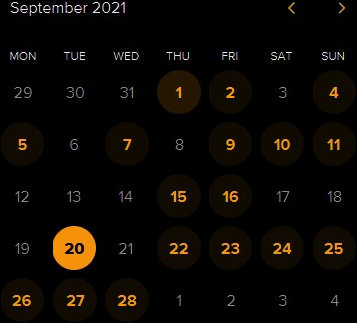 September 2021
MON TUE WED THU FRI SAT SUN
29 30 31 1 2 3 4
5 6 7 8 9 10 11
12 13 14 15 16 17 18
19 20 21 22 23 24 25
26 27 28 1 2 3 4